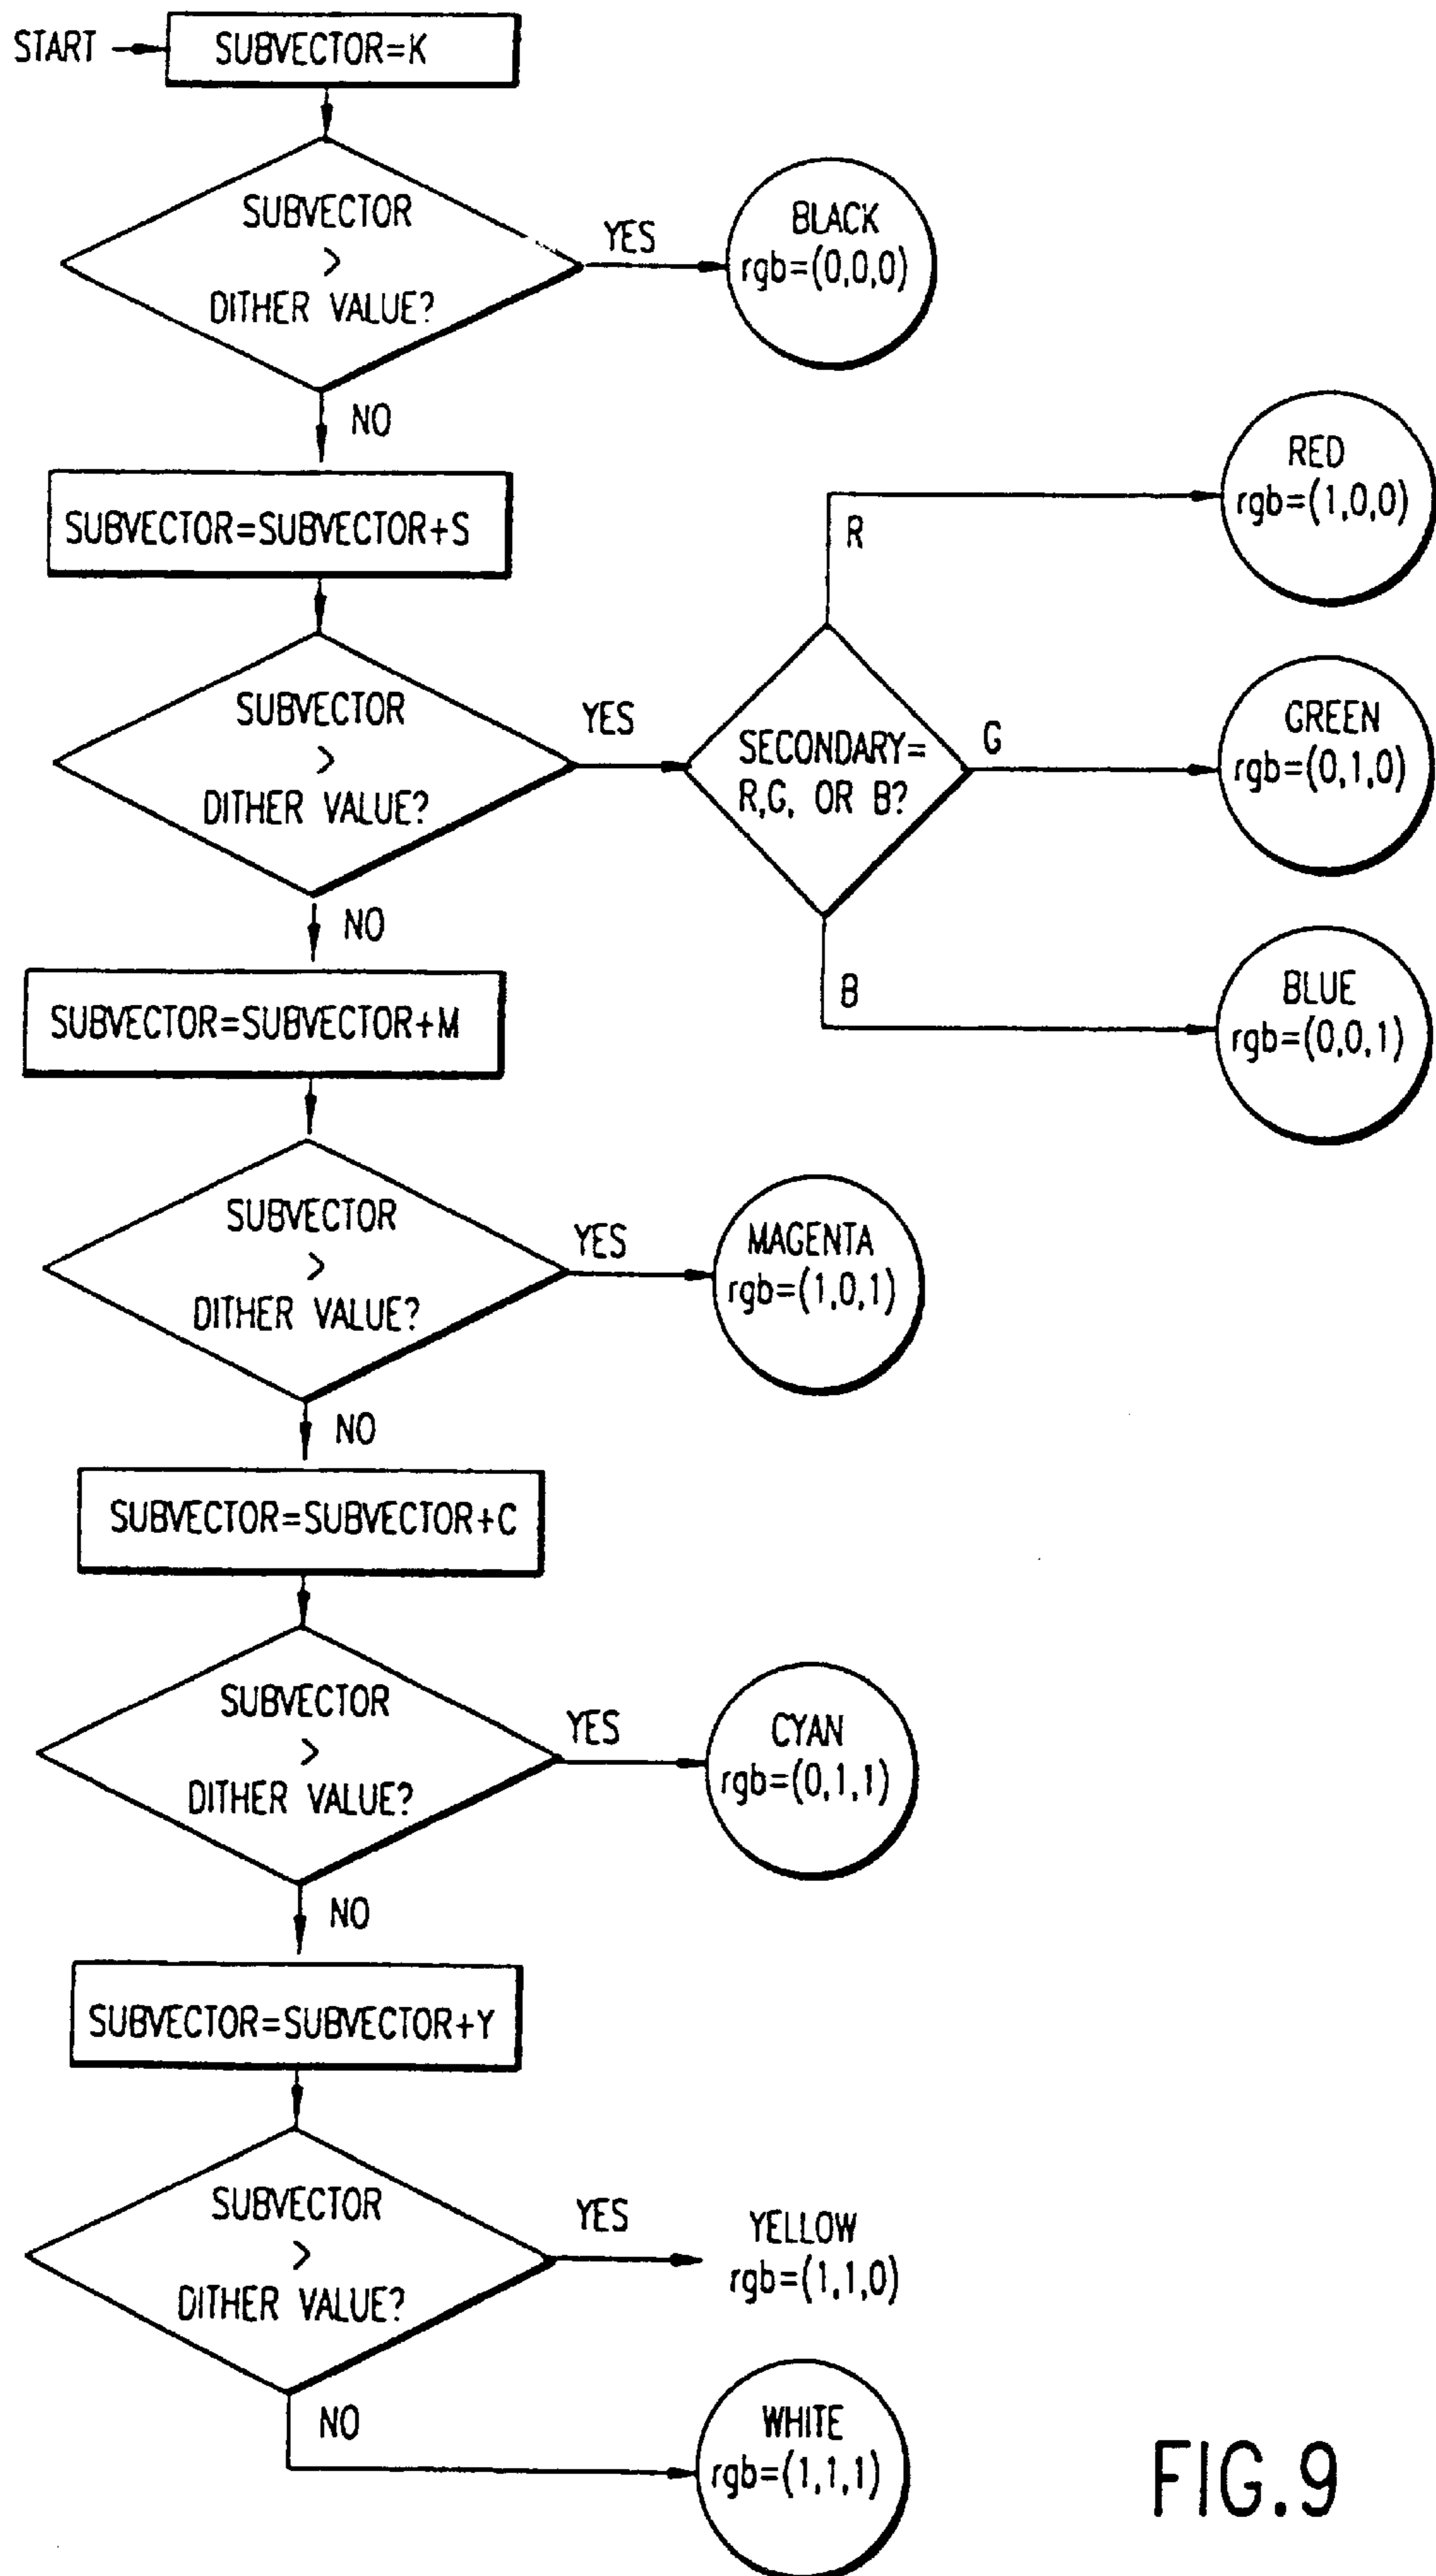 START
SUBVECTOR=K
SUBVECTOR
>
DITHER VALUE?
YES
BLACK
rgb=(0,0,0)
NO
SUBVECTOR=SUBVECTOR+S
SUBVECTOR
>
DITHER VALUE?
YES
SECONDARY=
R,G, OR B?
R
RED
rgb=(1,0,0)
G
GREEN
rgb=(0,1,0)
B
BLUE
rgb=(0,0,1)
NO
SUBVECTOR=SUBVECTOR+M
SUBVECTOR
>
DITHER VALUE?
YES
MAGENTA
rgb=(1,0,1)
NO
SUBVECTOR=SUBVECTOR+C
SUBVECTOR
>
DITHER VALUE?
YES
CYAN
rgb=(0,1,1)
NO
SUBVECTOR=SUBVECTOR+Y
SUBVECTOR
>
DITHER VALUE?
YES
YELLOW
rgb=(1,1,0)
NO
WHITE
rgb=(1,1,1)
FIG.9